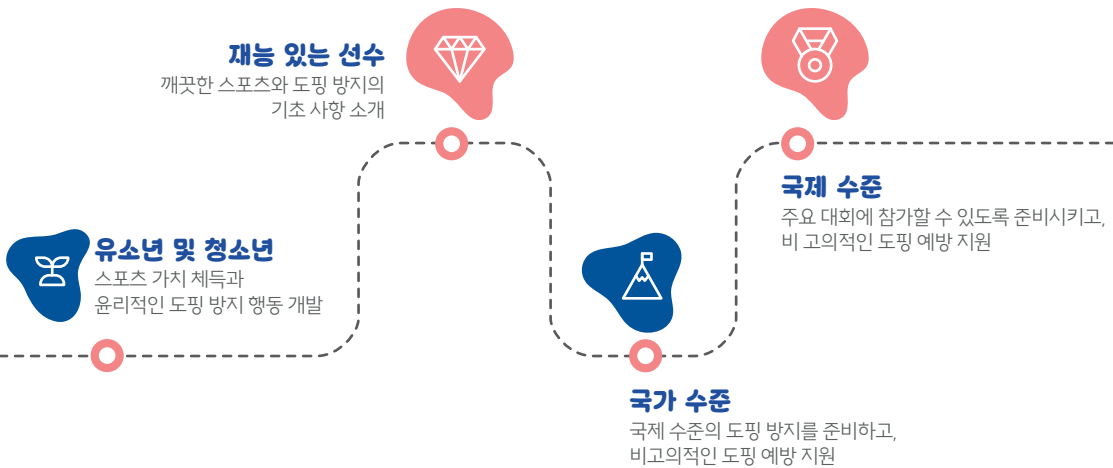 유소년 및 청소년
스포츠 가치 체득과
윤리적인 도핑 방지 행동 개발
재능 있는 선수
깨끗한 스포츠와 도핑 방지의
기초 사항 소개
국가 수준
국제 수준의 도핑 방지를 준비하고,
비고의적인 도핑 예방 지원
국제 수준
주요 대회에 참가할 수 있도록 준비시키고,
비 고의적인 도핑 예방 지원